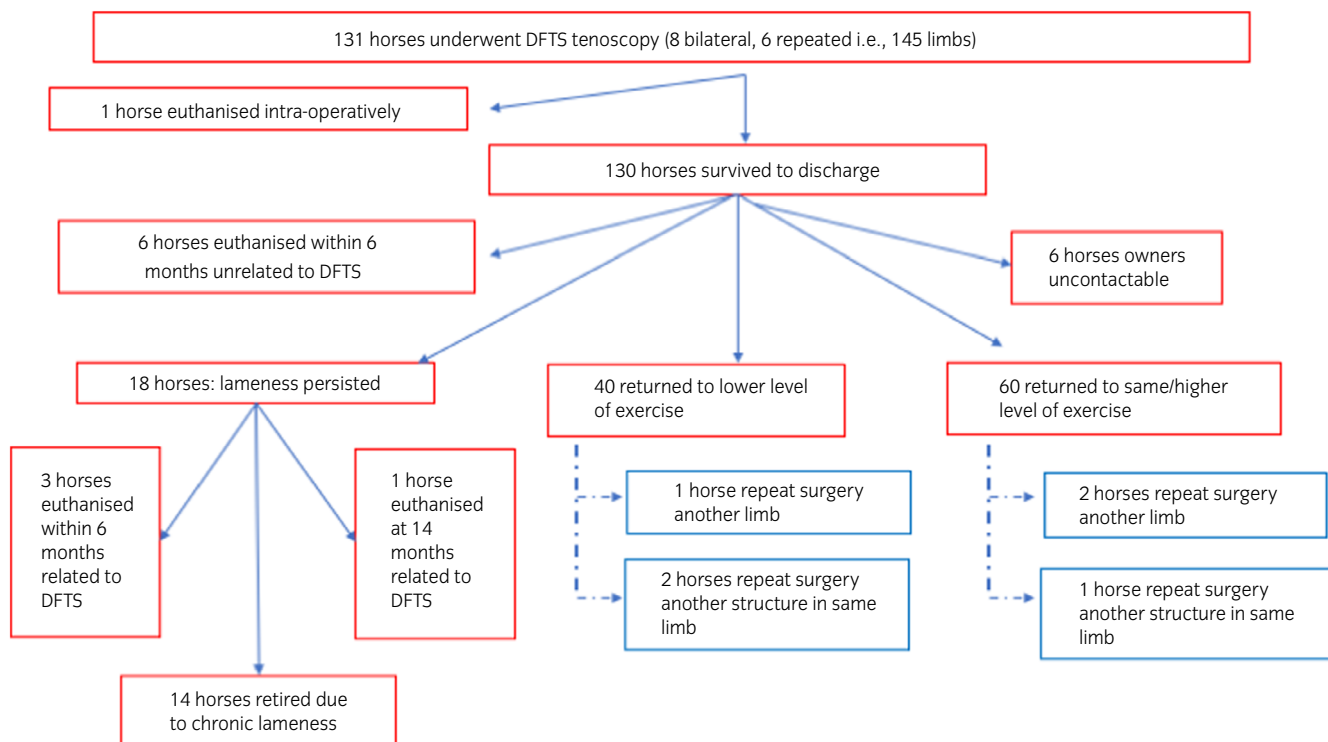 131 horses underwent DFTS tenoscopy (8 bilateral, 6 repeated i.e., 145 limbs)
1 horse euthanised intra-operatively
130 horses survived to discharge
6 horses euthanised within 6
months unrelated to DFTS
6 horses owners
uncontactable
18 horses: lameness persisted
40 returned to lower level
of exercise
60 returned to same/higher
level of exercise
3 horses
euthanised
within 6
months
related to
DFTS
1 horse
euthanised
at 14
months
related to
DFTS
1 horse repeat surgery
another limb
2 horses repeat surgery
another limb
2 horses repeat surgery
another structure in same
limb
1 horse repeat surgery
another structure in same
limb
14 horses retired due
to chronic lameness